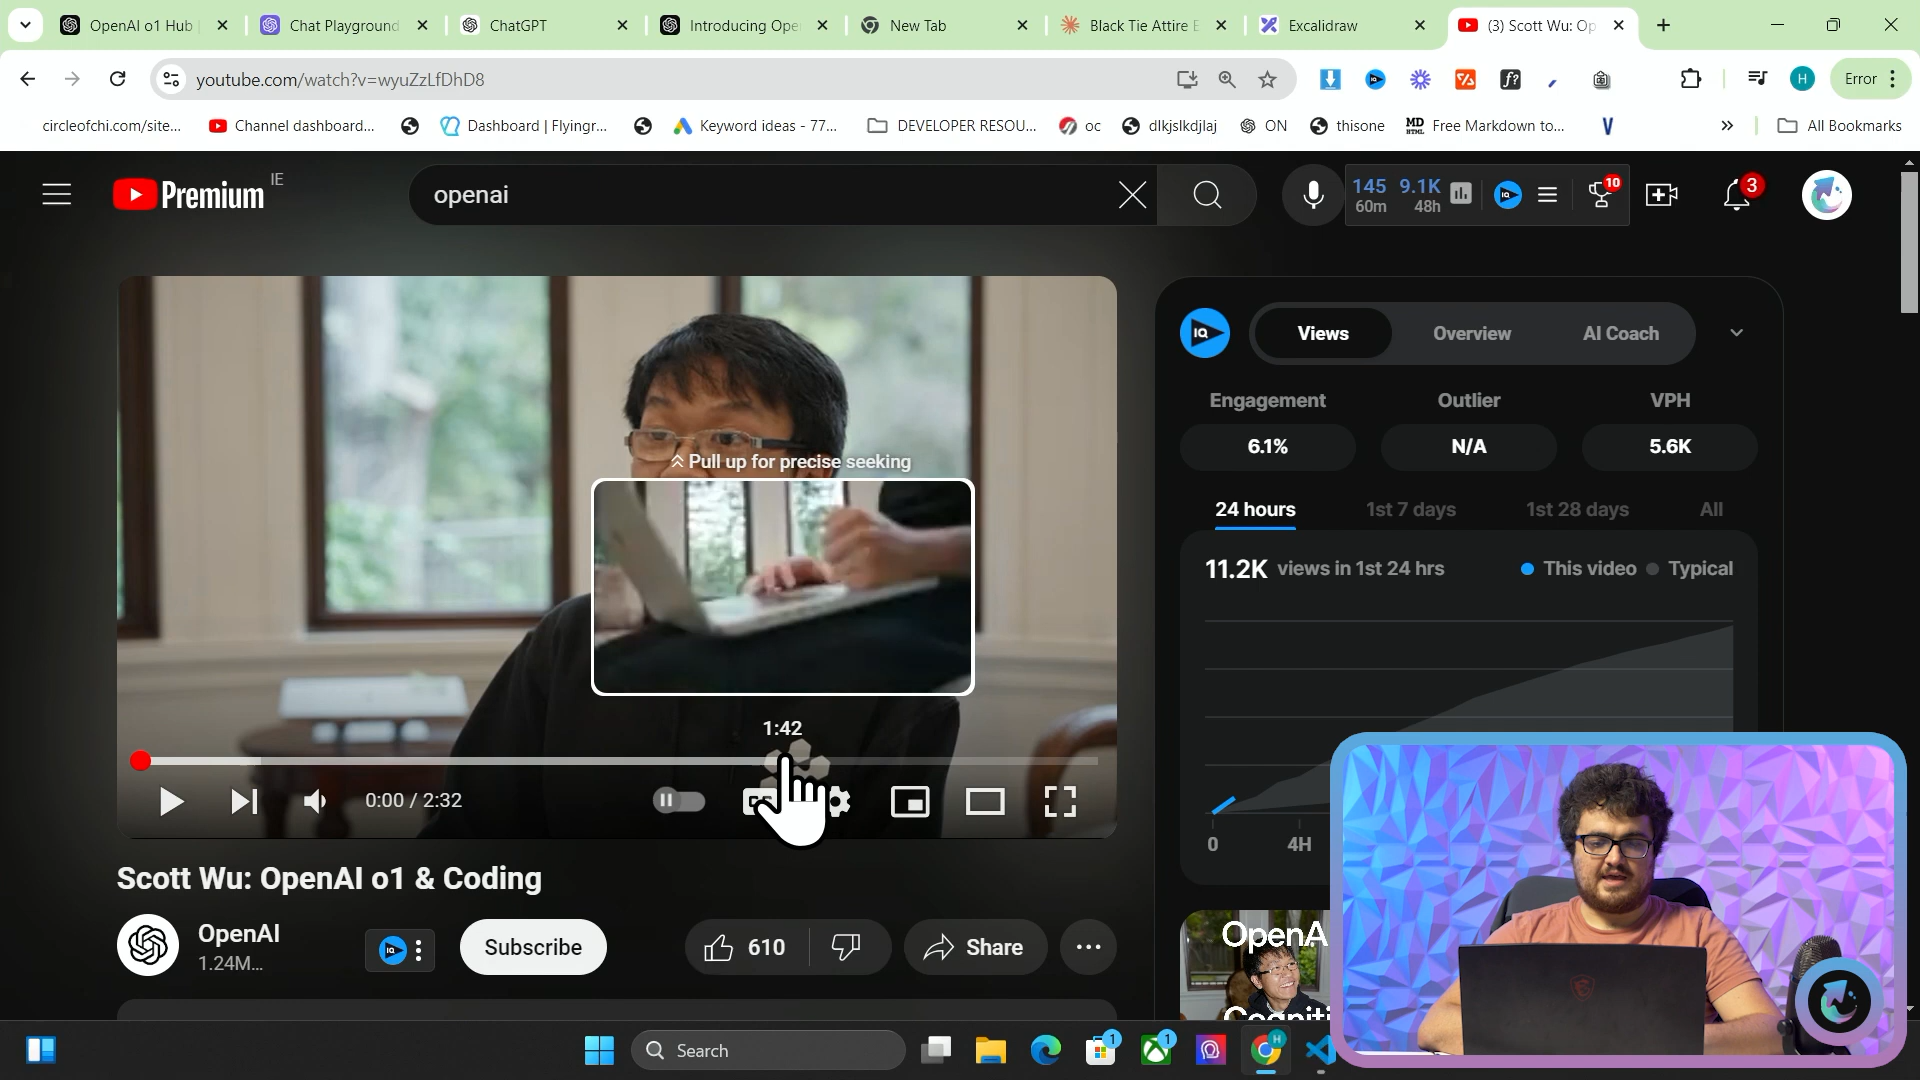 OpenAI o1 Hub
Chat Playground
ChatGPT
Introducing Ope
New Tab
Black Tie Attire E
Excalidraw
(3) Scott Wu: Op
youtube.com/watch?v=wyuZzLfDhD8
Error
circleofchi.com/site...
Channel dashboard...
Dashboard | Flyingr...
Keyword ideas - 77...
DEVELOPER RESOU...
oc
dlkjslkdjlaj
ON
thisone
Free Markdown to...
All Bookmarks
Premium IE
openai
145 60m
9.1K 48h
10
3
IQ
Views
Overview
AI Coach
Engagement
Outlier
VPH
6.1%
N/A
5.6K
24 hours
1st 7 days
1st 28 days
All
11.2K views in 1st 24 hrs
This video
Typical
0
4H
Pull up for precise seeking
1:42
0:00 / 2:32
Scott Wu: OpenAI o1 & Coding
OpenAI
1.24M...
Subscribe
610
Share
OpenA
Cogniti
Search
1
1
H